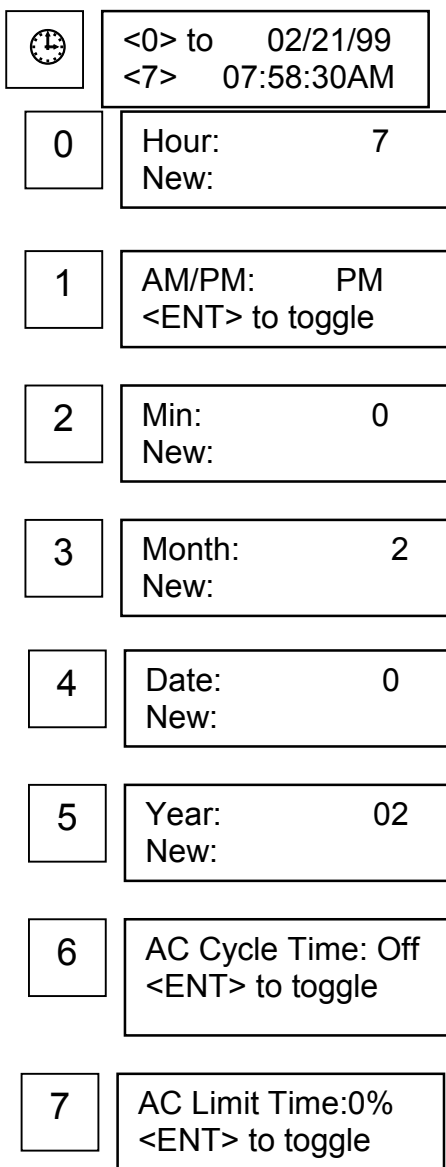 <0> to 02/21/99
<7> 07:58:30AM
0
Hour: 7
New:
1
AM/PM: PM
<ENT> to toggle
2
Min: 0
New:
3
Month: 2
New:
4
Date: 0
New:
5
Year: 02
New:
6
AC Cycle Time: Off
<ENT> to toggle
7
AC Limit Time:0%
<ENT> to toggle